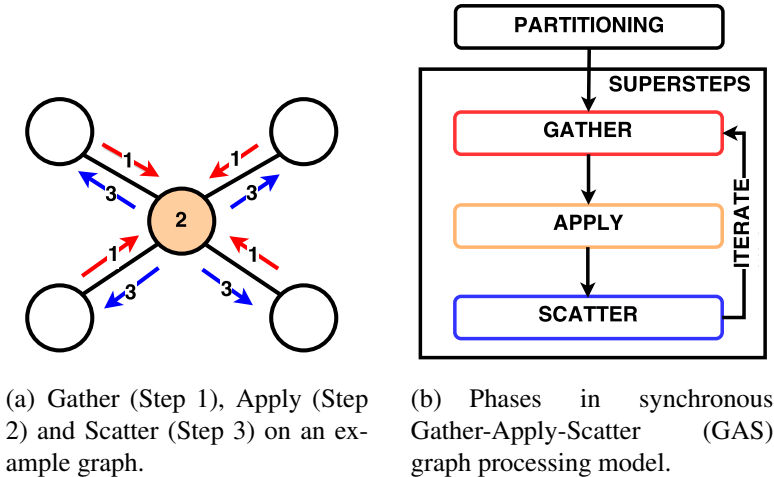 1
1
3
3
2
1
1
3
3
(a) Gather (Step 1), Apply (Step
2) and Scatter (Step 3) on an ex-
ample graph.
PARTITIONING
SUPERSTEPS
GATHER
APPLY
SCATTER
ITERATE
(b) Phases in synchronous
Gather-Apply-Scatter (GAS)
graph processing model.